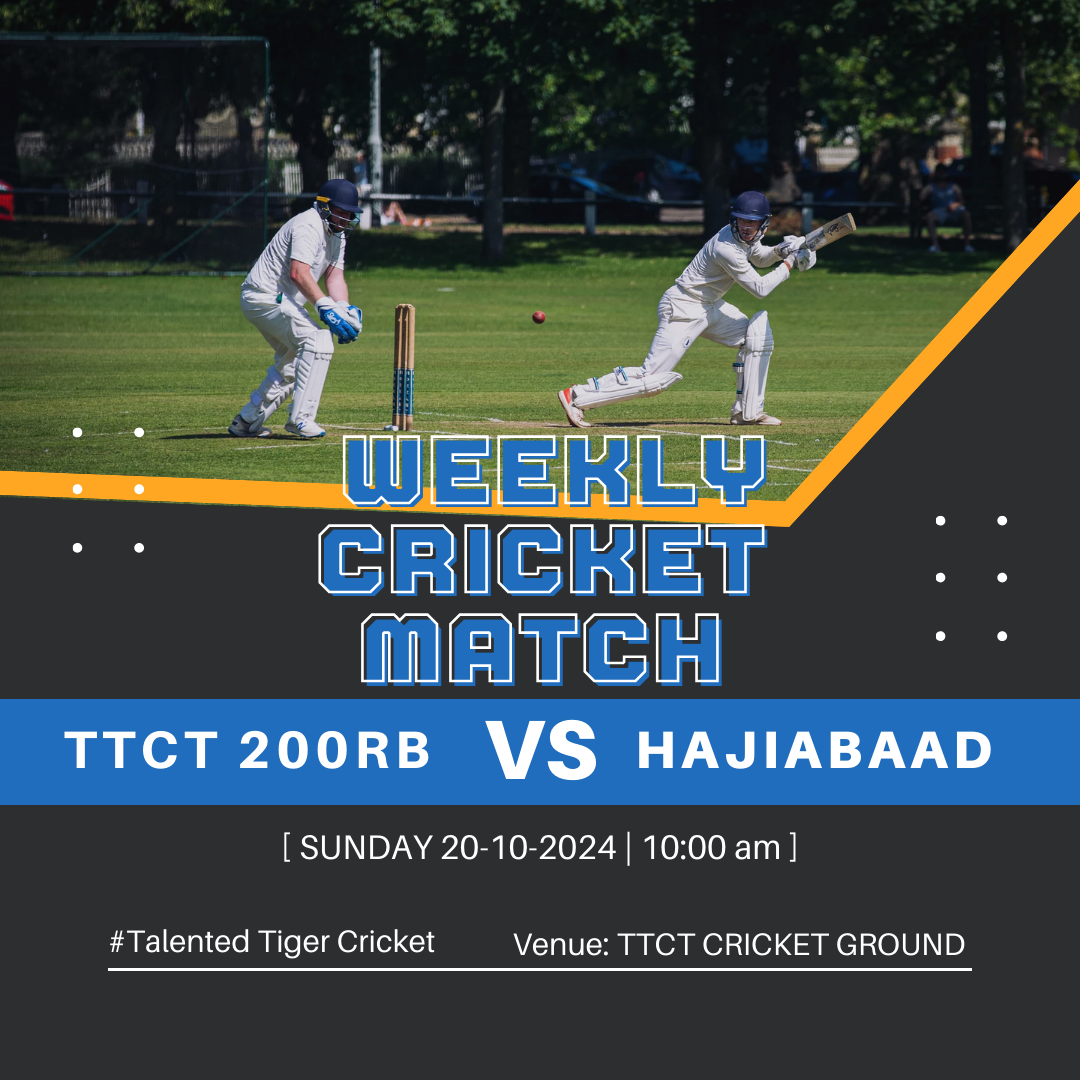 WEEKLY
CRICKET
MATCH
TTCT 200RB VS HAJIABAAD
[ SUNDAY 20-10-2024 | 10:00 am ]
#Talented Tiger Cricket
Venue: TTCT CRICKET GROUND